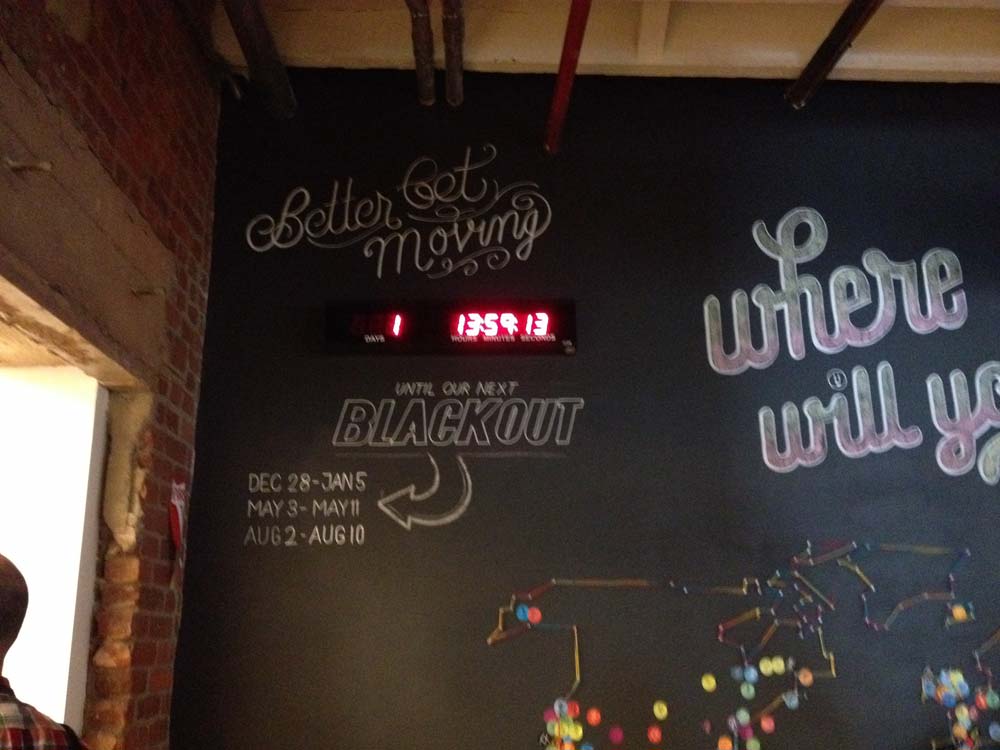 Better Get
Moving
1 13:59:13
DAYS HOURS MINUTES SECONDS
UNTIL OUR NEXT
BLACKOUT
DEC 28-JAN 5
MAY 3-MAY 11
AUG 2-AUG 10
where
will yo